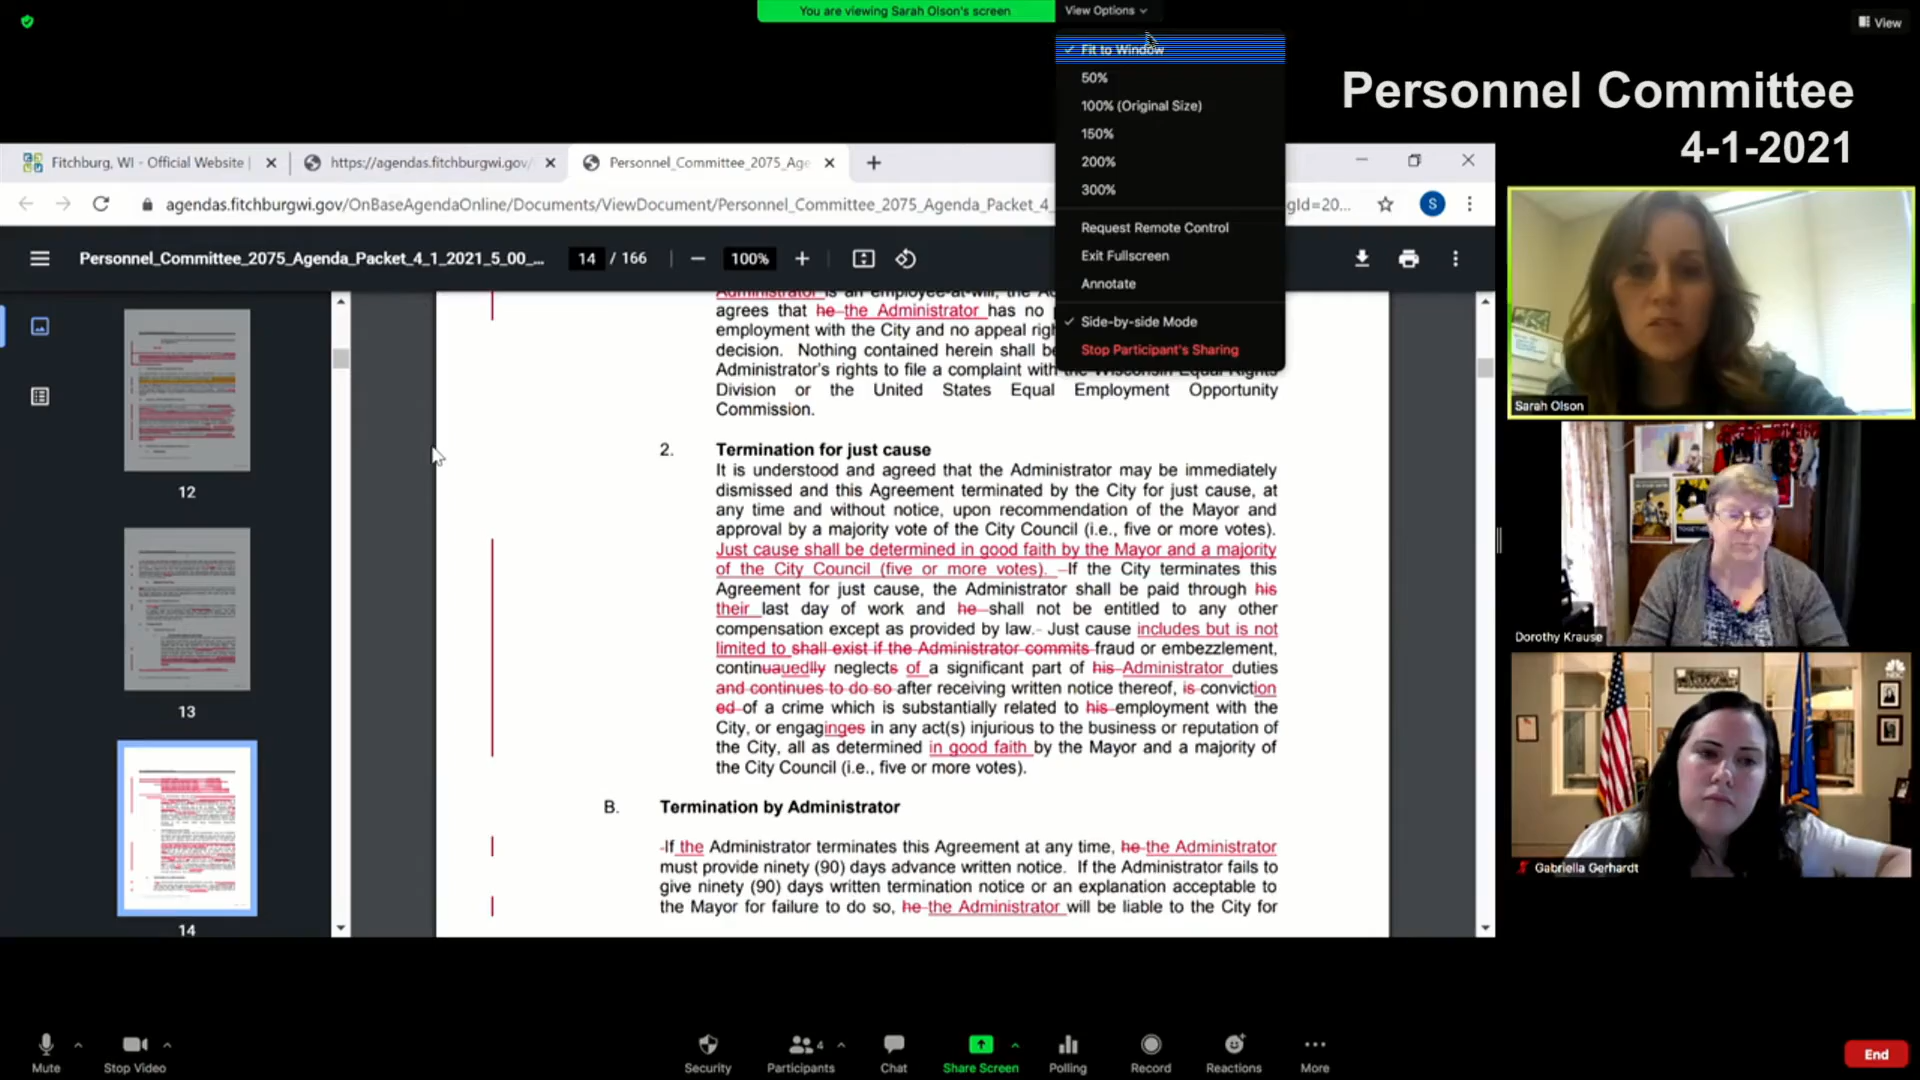 You are viewing Sarah Olson's screen
View Options
View
Fit to Window
50%
100% (Original Size)
150%
200%
300%
Request Remote Control
Exit Fullscreen
Annotate
Side-by-side Mode
Stop Participant's Sharing
Personnel Committee
4-1-2021
Fitchburg, WI - Official Website |
https://agendas.fitchburgwi.gov/
Personnel_Committee_2075_Age
agendas.fitchburgwi.gov/OnBaseAgendaOnline/Documents/ViewDocument/Personnel_Committee_2075_Agenda_Packet_4_
gId=20...
S
Personnel_Committee_2075_Agenda_Packet_4_1_2021_5_00_...
14 / 166
100%
12
13
14
Administrator is an employee-at-will, the
agrees that he the Administrator has no
employment with the City and no appeal
decision. Nothing contained herein shall be
Administrator's rights to file a complaint with the Wisconsin Equal Rights
Division or the United States Equal Employment Opportunity
Commission.
2. Termination for just cause
It is understood and agreed that the Administrator may be immediately
dismissed and this Agreement terminated by the City for just cause, at
any time and without notice, upon recommendation of the Mayor and
approval by a majority vote of the City Council (i.e., five or more votes).
Just cause shall be determined in good faith by the Mayor and a majority
of the City Council (five or more votes). If the City terminates this
Agreement for just cause, the Administrator shall be paid through his
their last day of work and he shall not be entitled to any other
compensation except as provided by law. Just cause includes but is not
limited to shall exist if the Administrator commits fraud or embezzlement,
continuauedlly neglects of a significant part of his Administrator duties
and continues to do so after receiving written notice thereof, is conviction
ed of a crime which is substantially related to his employment with the
City, or engaginges in any act(s) injurious to the business or reputation of
the City, all as determined in good faith by the Mayor and a majority of
the City Council (i.e., five or more votes).
B. Termination by Administrator
If the Administrator terminates this Agreement at any time, he the Administrator
must provide ninety (90) days advance written notice. If the Administrator fails to
give ninety (90) days written termination notice or an explanation acceptable to
the Mayor for failure to do so, he the Administrator will be liable to the City for
Sarah Olson
Dorothy Krause
Gabriella Gerhardt
Mute
Stop Video
Security
4
Participants
Chat
Share Screen
Polling
Record
Reactions
More
End